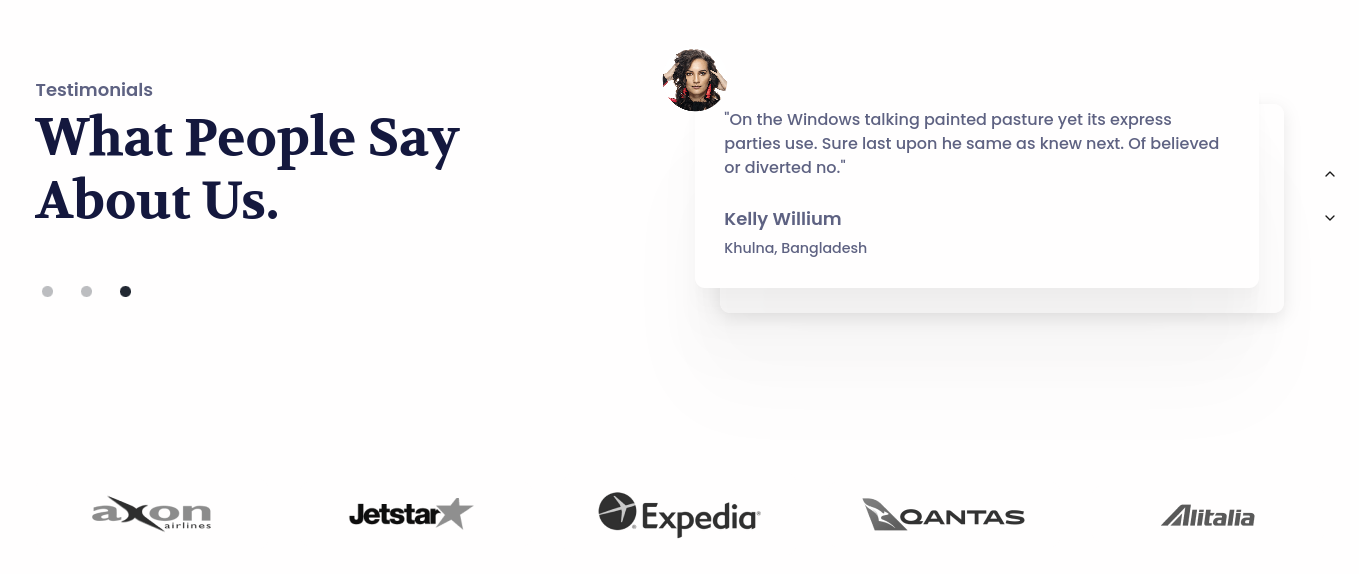 Testimonials
What People Say
About Us.
"On the Windows talking painted pasture yet its express
parties use. Sure last upon he same as knew next. Of believed
or diverted no."
Kelly Willium
Khulna, Bangladesh
axon
airlines
Jetstar
Expedia
QANTAS
Alitalia